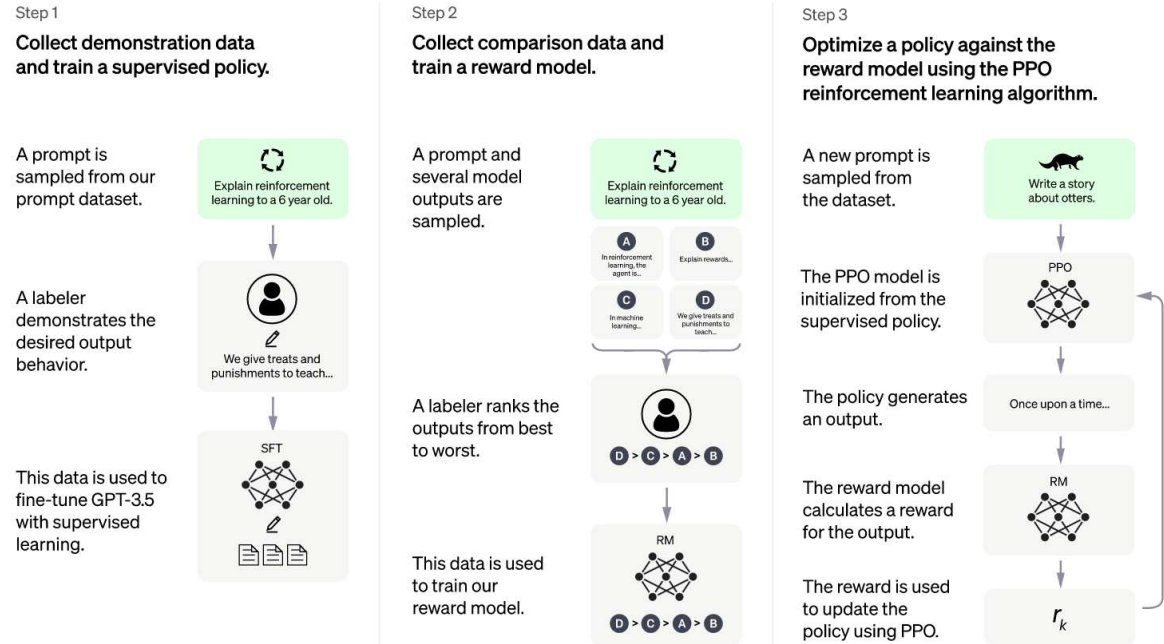 Step 1
Collect demonstration data
and train a supervised policy.
A prompt is
sampled from our
prompt dataset.
Explain reinforcement
learning to a 6 year old.
A labeler
demonstrates the
desired output
behavior.
We give treats and
punishments to teach...
This data is used to
fine-tune GPT-3.5
with supervised
learning.
SFT
Step 2
Collect comparison data and
train a reward model.
A prompt and
several model
outputs are
sampled.
Explain reinforcement
learning to a 6 year old.
A
In reinforcement
learning, the
agent is...
B
Explain rewards...
C
In machine
learning...
D
We give treats and
punishments to
teach...
A labeler ranks the
outputs from best
to worst.
D > C > A > B
This data is used
to train our
reward model.
RM
D > C > A > B
Step 3
Optimize a policy against the
reward model using the PPO
reinforcement learning algorithm.
A new prompt is
sampled from
the dataset.
Write a story
about otters.
The PPO model is
initialized from the
supervised policy.
PPO
The policy generates
an output.
Once upon a time...
The reward model
calculates a reward
for the output.
RM
The reward is used
to update the
policy using PPO.
rₖ